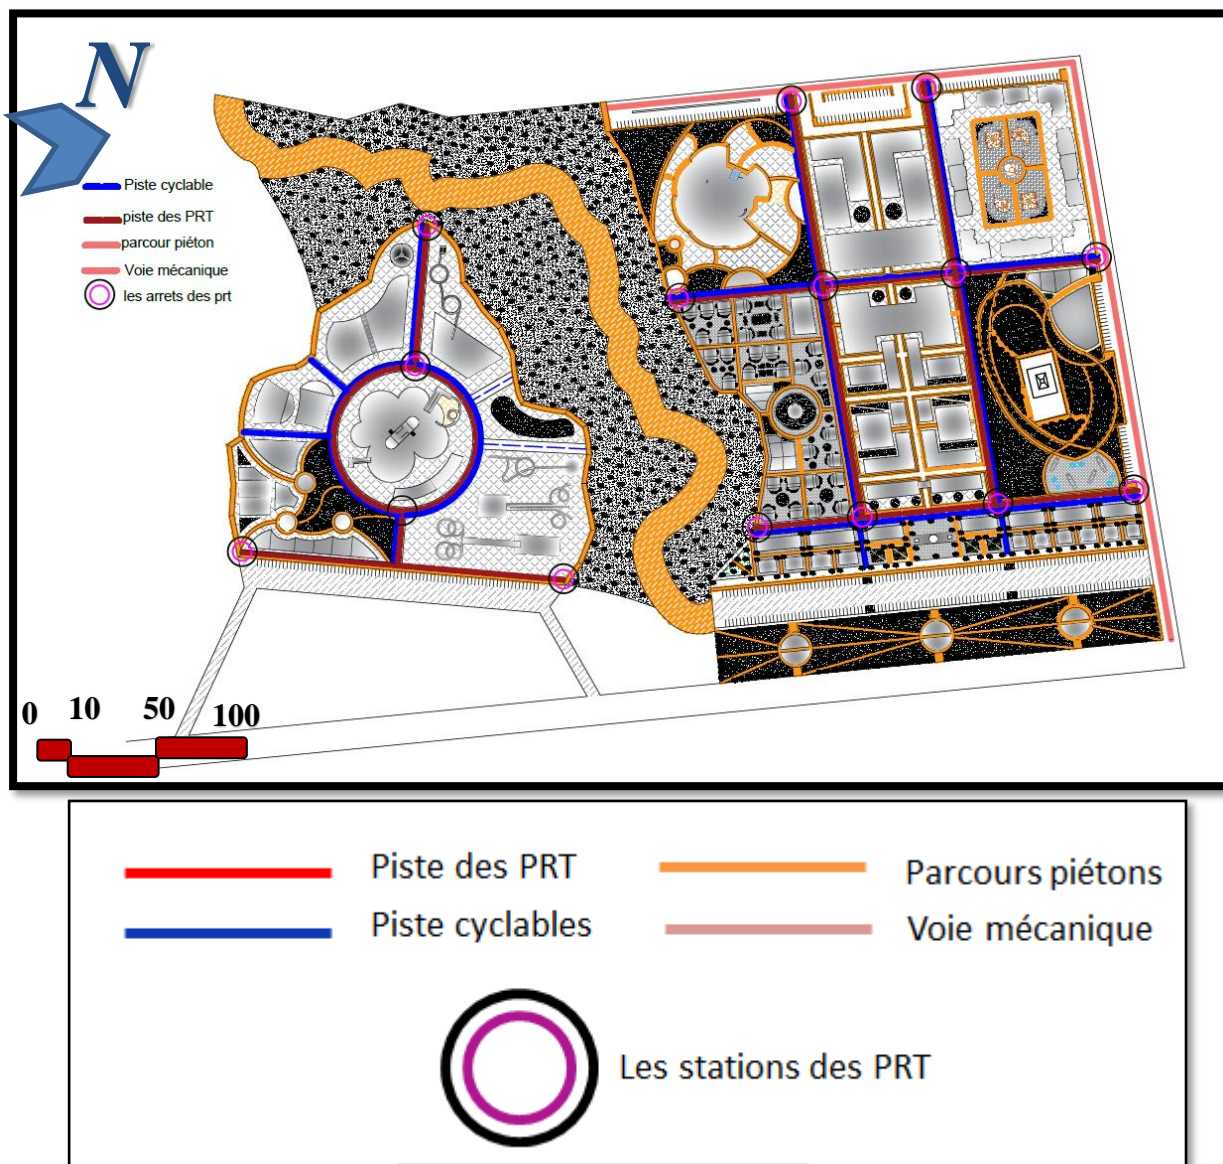 N
Piste cyclable
piste des PRT
parcour piéton
Voie mécanique
les arrets des prt
0 10 50 100
Piste des PRT
Parcours piétons
Piste cyclables
Voie mécanique
Les stations des PRT